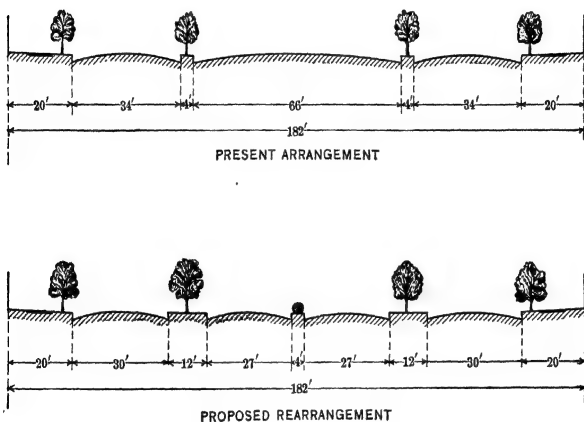 20' 34' 4' 66' 4' 34' 20'
182'
PRESENT ARRANGEMENT
20' 30' 12' 27' 4' 27' 12' 30' 20'
182'
PROPOSED REARRANGEMENT